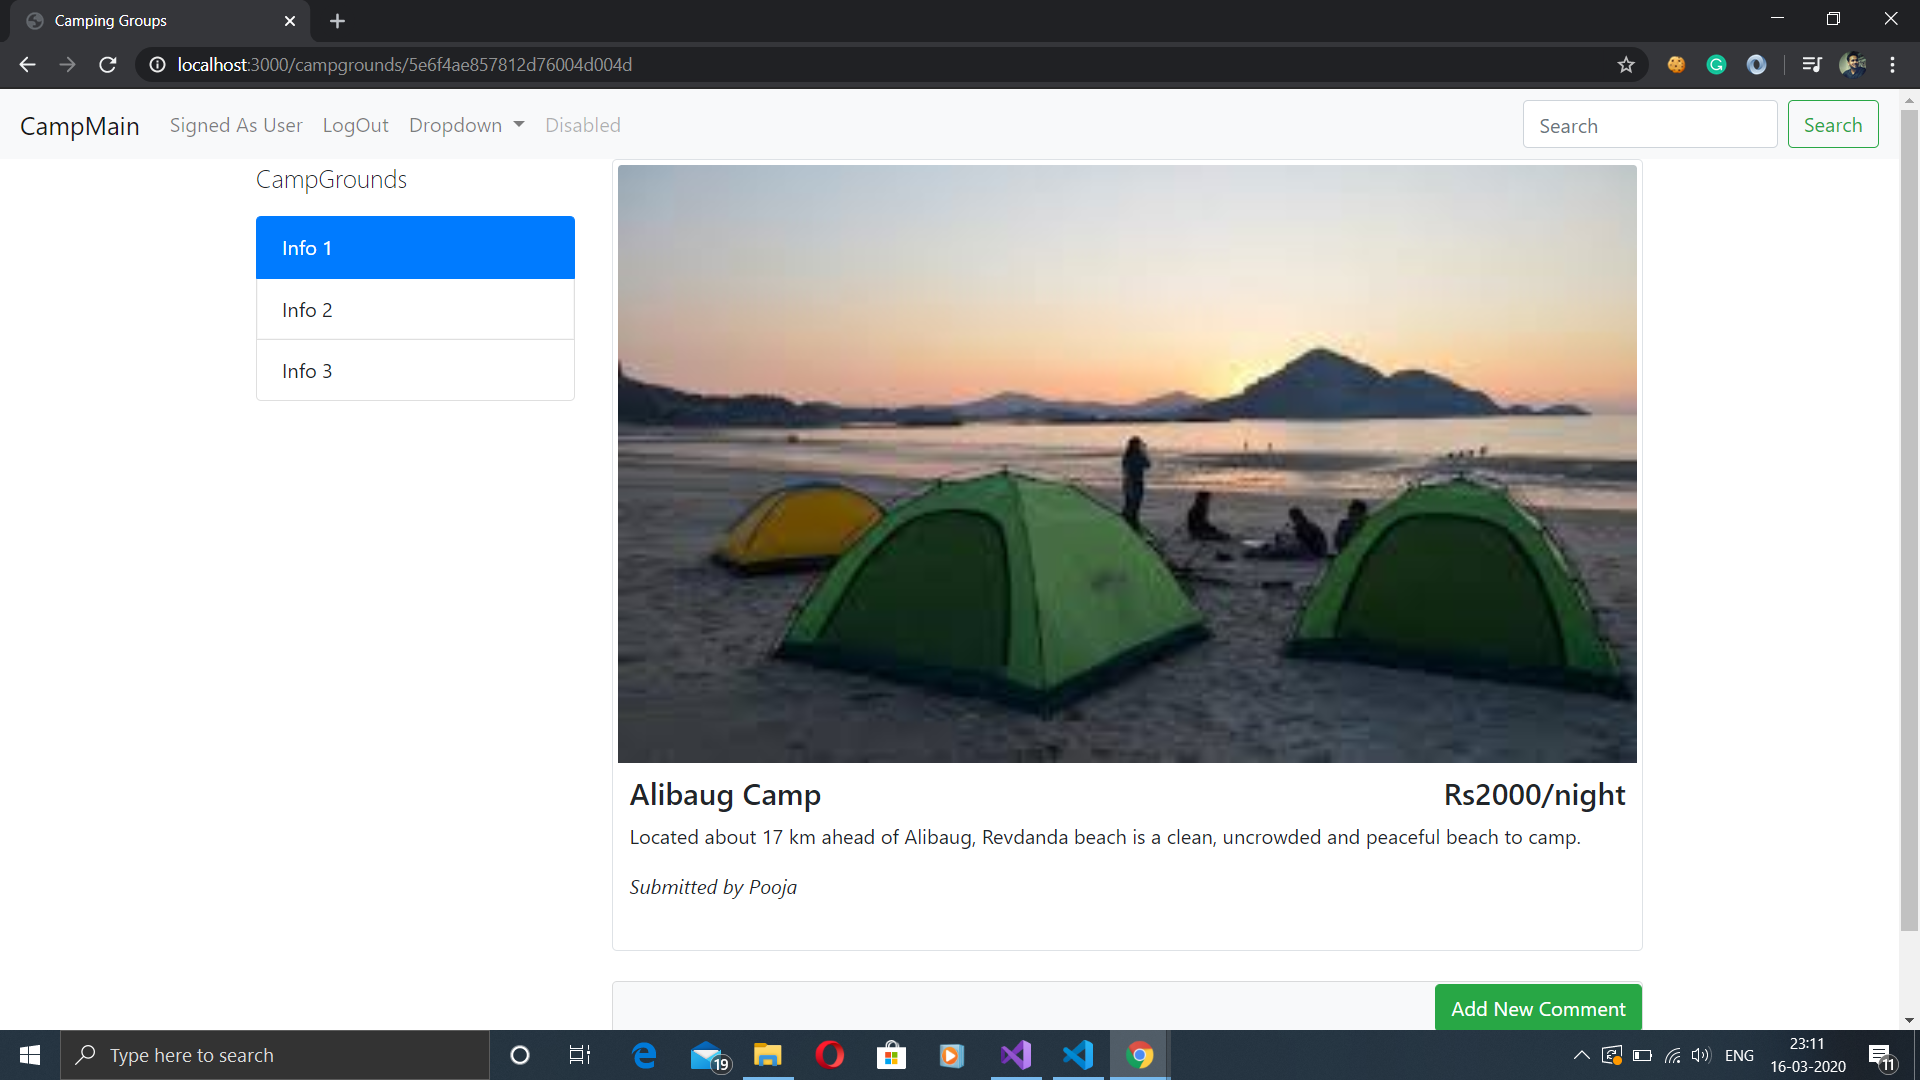 Camping Groups
localhost:3000/campgrounds/5e6f4ae857812d76004d004d
CampMain Signed As User LogOut Dropdown Disabled Search Search
CampGrounds
Info 1
Info 2
Info 3
Alibaug Camp Rs2000/night
Located about 17 km ahead of Alibaug, Revdanda beach is a clean, uncrowded and peaceful beach to camp.
Submitted by Pooja
Add New Comment
Type here to search
19
ENG
23:11
16-03-2020
11